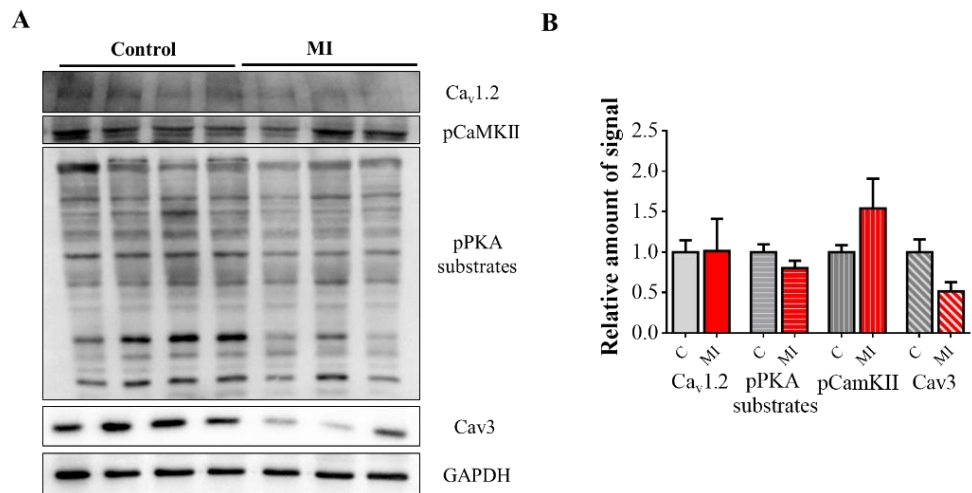 A
Control MI
Caᵥ1.2
pCaMKII
pPKA
substrates
Cav3
GAPDH
B
Relative amount of signal
2.5
2.0
1.5
1.0
0.5
0.0
C MI C MI C MI C MI
Caᵥ1.2 pPKA pCamKII Cav3
substrates